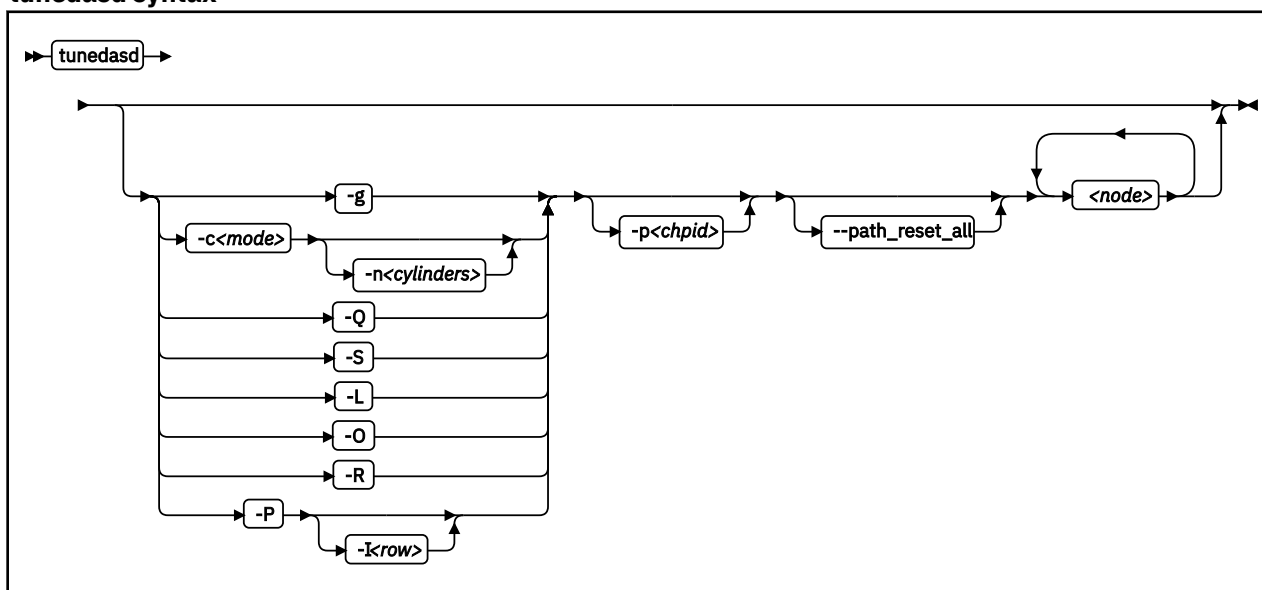 tunedasd syntax
tunedasd
-g
<node>
-c<mode>
-p<chpid>
--path_reset_all
-n<cylinders>
-Q
-S
-L
-O
-R
-P
-I<row>